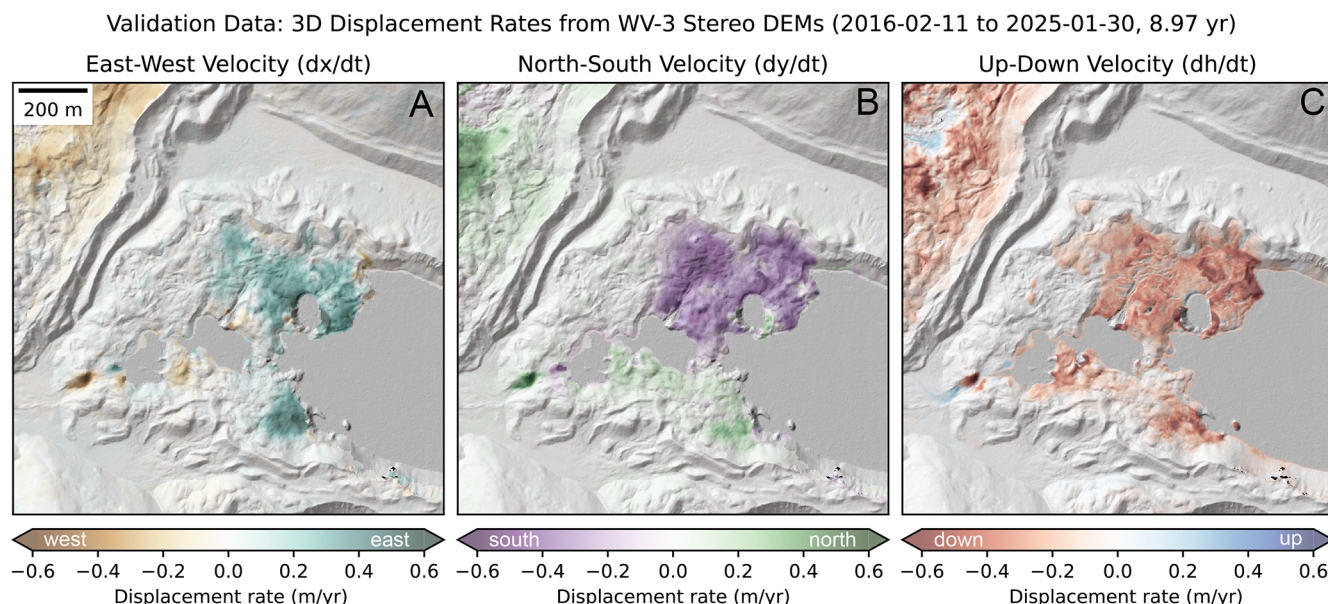 Validation Data: 3D Displacement Rates from WV-3 Stereo DEMs (2016-02-11 to 2025-01-30, 8.97 yr)
East-West Velocity (dx/dt)
North-South Velocity (dy/dt)
Up-Down Velocity (dh/dt)
200 m
A
B
C
west east
−0.6 −0.4 −0.2 0.0 0.2 0.4 0.6
Displacement rate (m/yr)
south north
−0.6 −0.4 −0.2 0.0 0.2 0.4 0.6
Displacement rate (m/yr)
down up
−0.6 −0.4 −0.2 0.0 0.2 0.4 0.6
Displacement rate (m/yr)